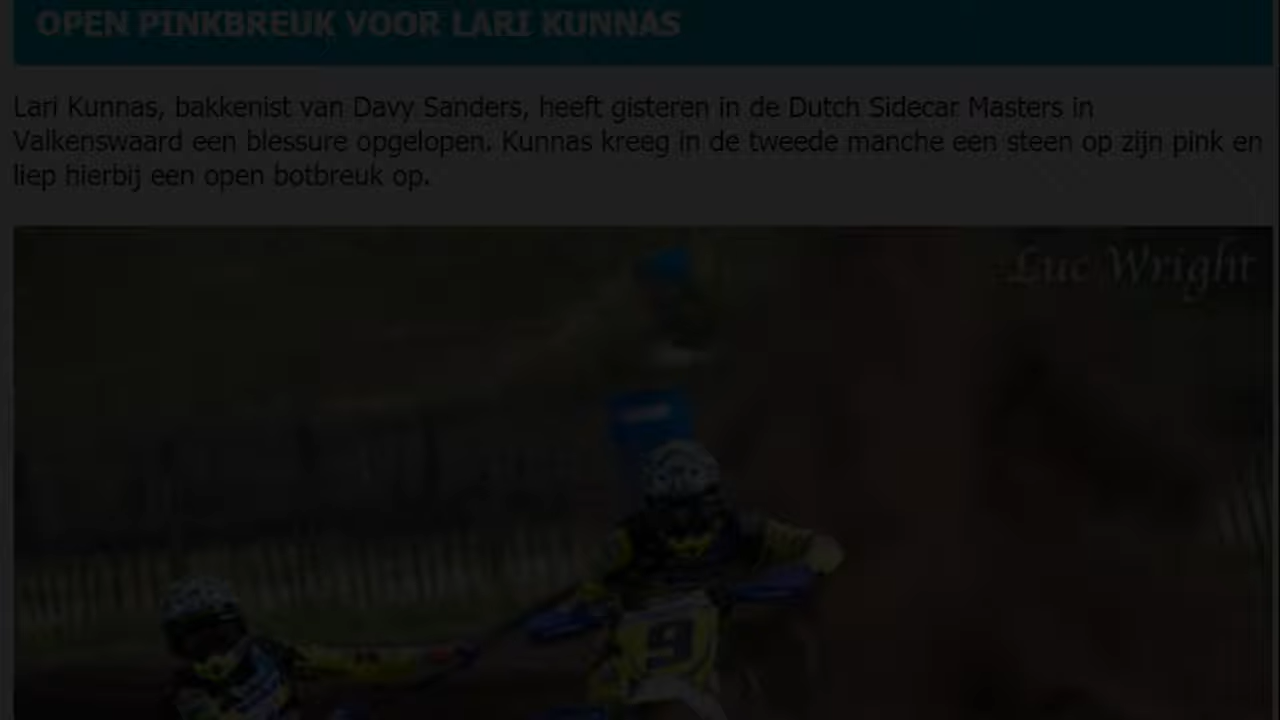 OPEN PINKBREUK VOOR LARI KUNNAS
Lari Kunnas, bakkenist van Davy Sanders, heeft gisteren in de Dutch Sidecar Masters in
Valkenswaard een blessure opgelopen. Kunnas kreeg in de tweede manche een steen op zijn pink en
liep hierbij een open botbreuk op.
Luc Wright
9